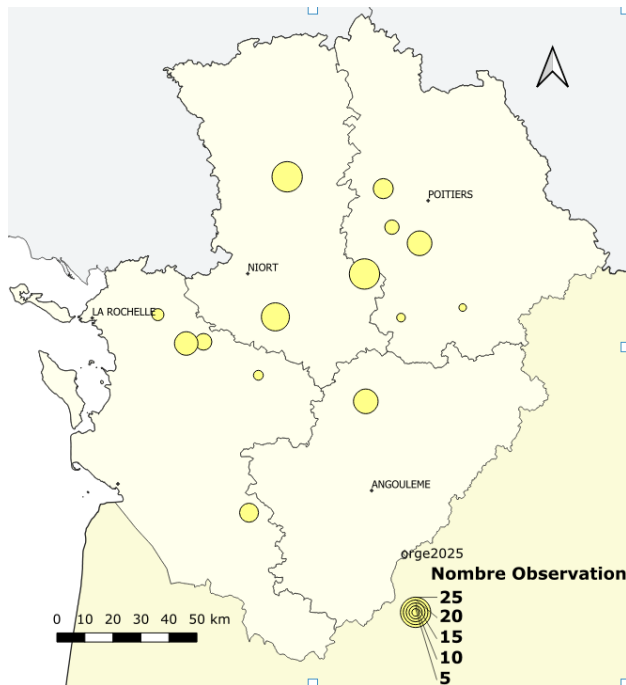 POITIERS
NIORT
LA ROCHELLE
ANGOULEME
orge2025
Nombre Observation
25
20
15
10
5
0 10 20 30 40 50 km